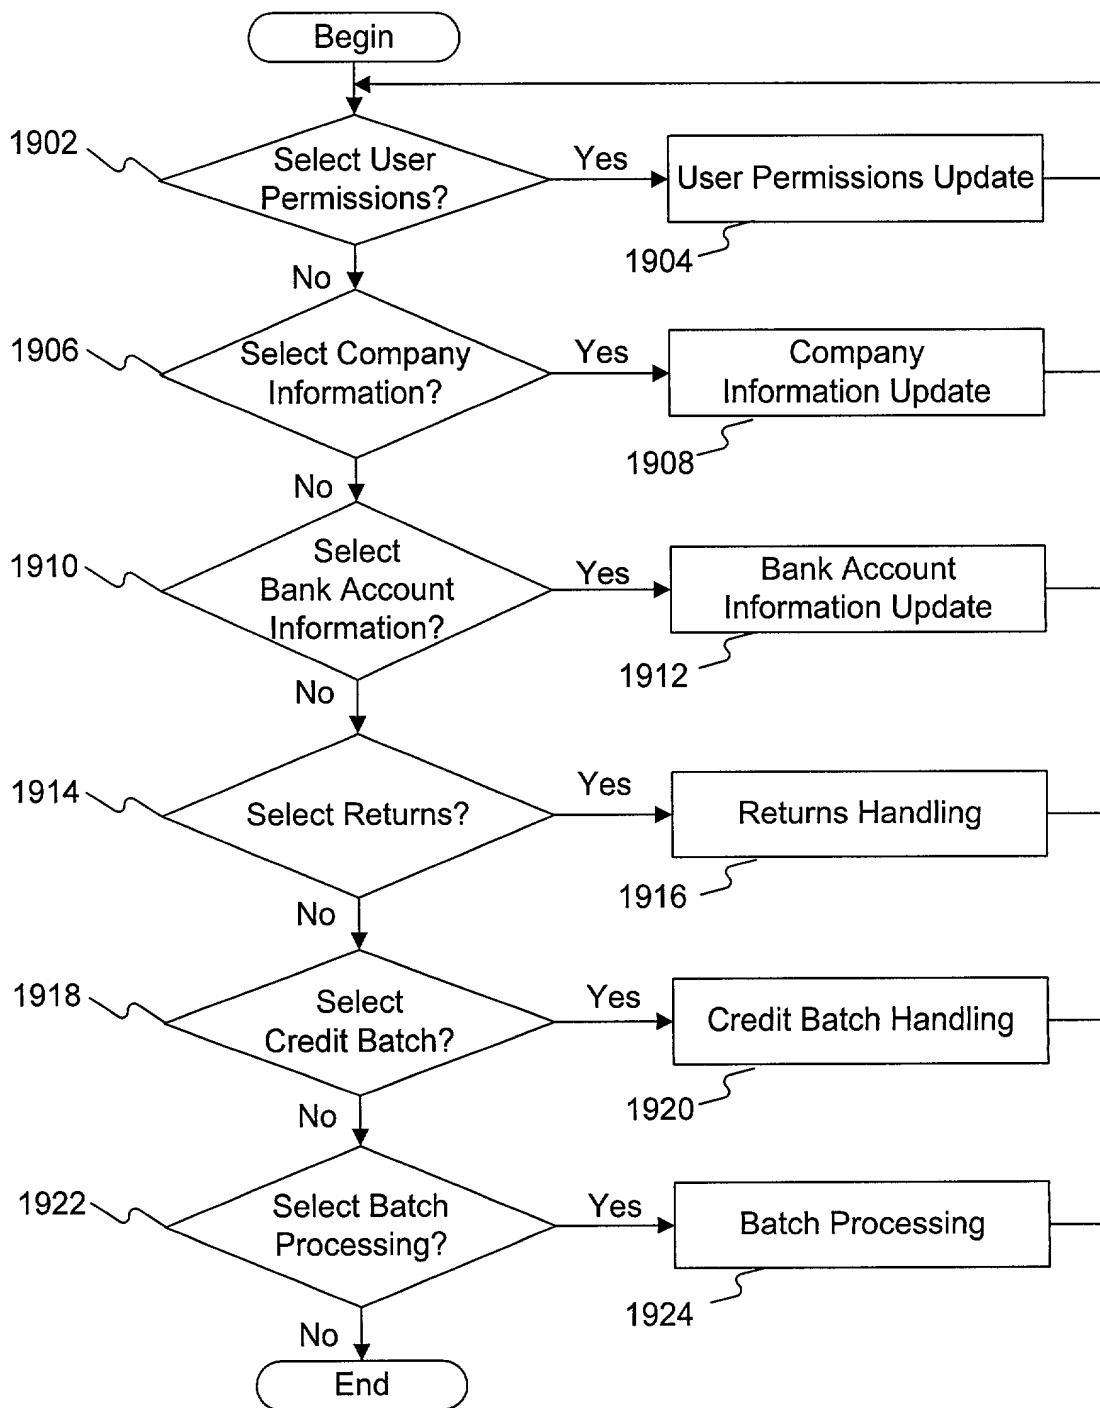 Begin
1902
Select User
Permissions?
Yes
User Permissions Update
1904
No
1906
Select Company
Information?
Yes
Company
Information Update
1908
No
1910
Select
Bank Account
Information?
Yes
Bank Account
Information Update
1912
No
1914
Select Returns?
Yes
Returns Handling
1916
No
1918
Select
Credit Batch?
Yes
Credit Batch Handling
1920
No
1922
Select Batch
Processing?
Yes
Batch Processing
1924
No
End